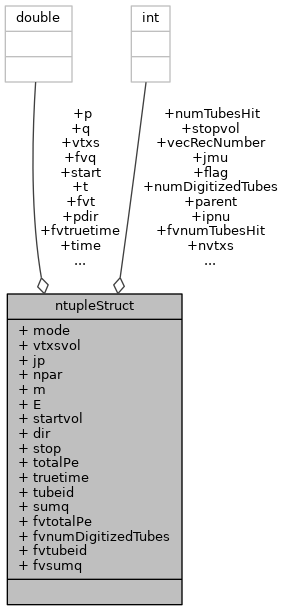 double
int
+p
+q
+vtxs
+fvq
+start
+t
+fvt
+pdir
+fvtruetime
+time
...
+numTubesHit
+stopvol
+vecRecNumber
+jmu
+flag
+numDigitizedTubes
+parent
+ipnu
+fvnumTubesHit
+nvtxs
...
ntupleStruct
+ mode
+ vtxsvol
+ jp
+ npar
+ m
+ E
+ startvol
+ dir
+ stop
+ totalPe
+ truetime
+ tubeid
+ sumq
+ fvtotalPe
+ fvnumDigitizedTubes
+ fvtubeid
+ fvsumq